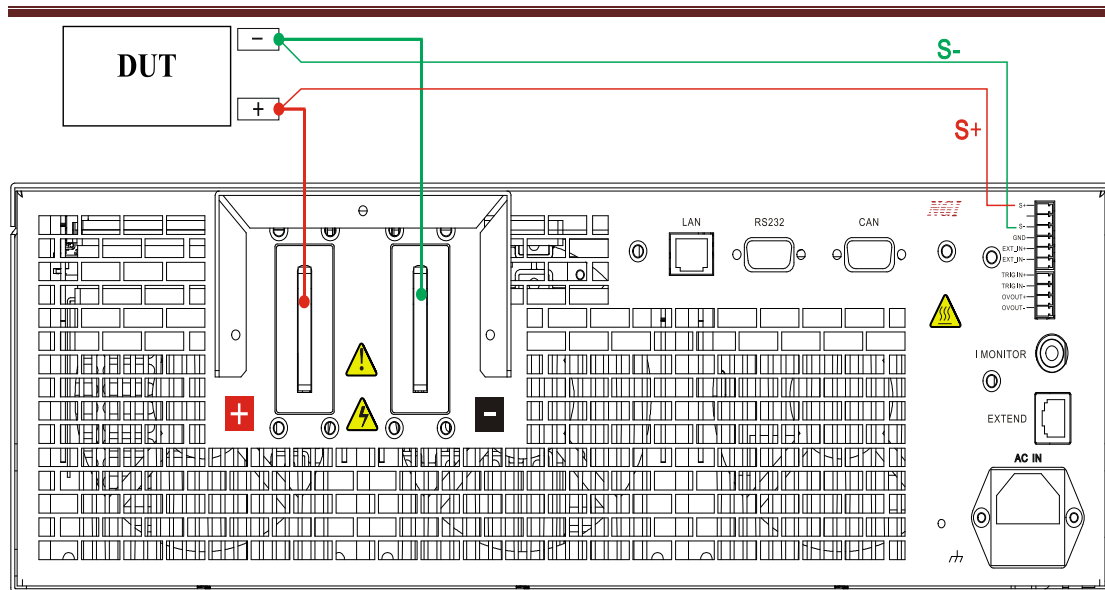 DUT
−
+
S-
S+
NGI
LAN
RS232
CAN
S+
S-
GND
EXT_IN+
EXT_IN-
TRIG IN+
TRIG IN-
OVOUT+
OVOUT-
I MONITOR
EXTEND
AC IN
+
-